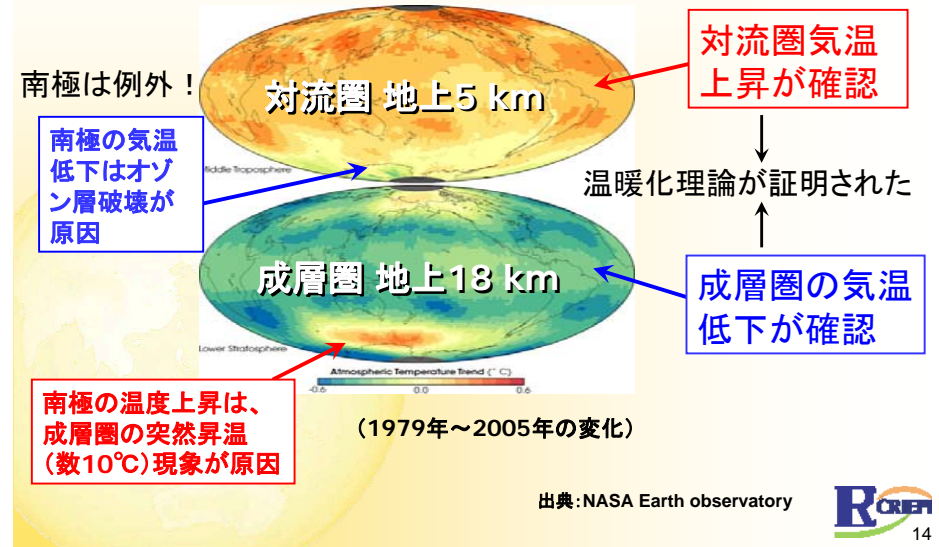 南極は例外！
対流圏 地上5 km
対流圏気温
上昇が確認
南極の気温
低下はオゾ
ン層破壊が
原因
Middle Troposphere
温暖化理論が証明された
成層圏 地上18 km
成層圏の気温
低下が確認
Lower Stratosphere
Atmospheric Temperature Trend (°C)
-0.6 0.0 0.6
南極の温度上昇は、
成層圏の突然昇温
（数10℃）現象が原因
（1979年～2005年の変化）
出典：NASA Earth observatory
R CRIEPI
14